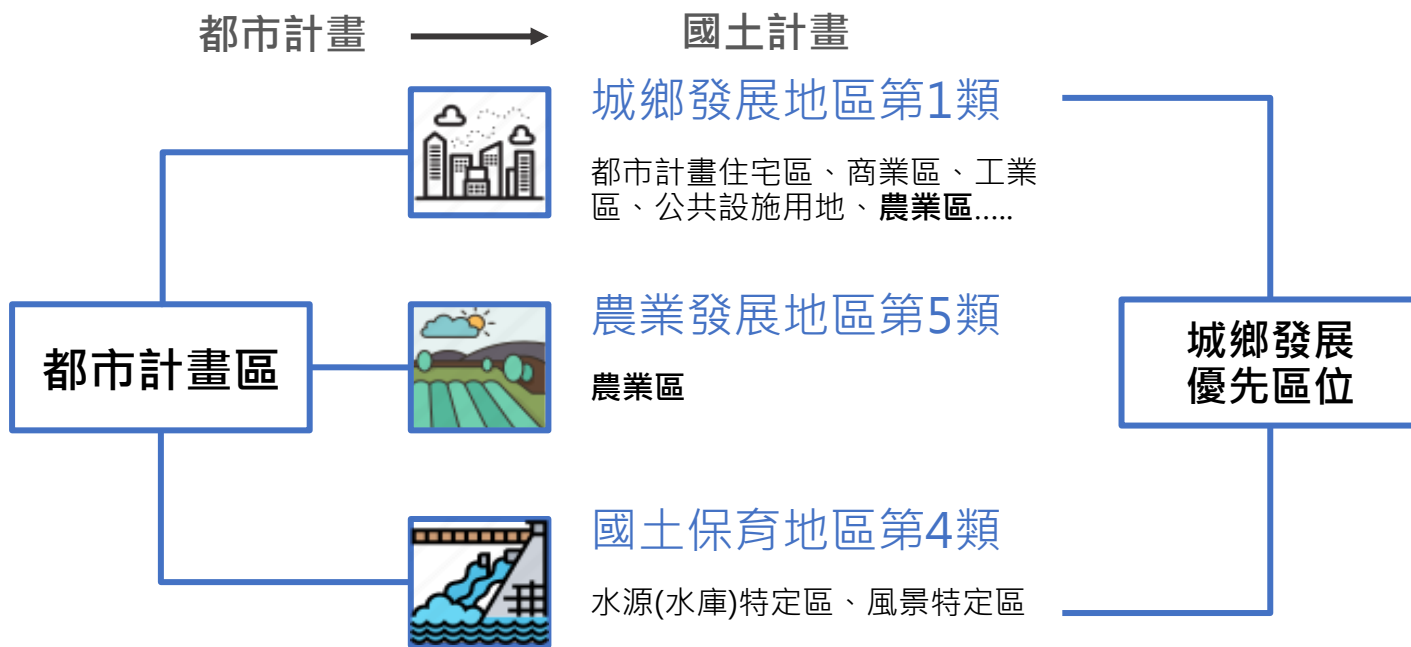 都市計畫 國土計畫
城鄉發展地區第1類
都市計畫住宅區、商業區、工業
區、公共設施用地、農業區.....
農業發展地區第5類
農業區
國土保育地區第4類
水源(水庫)特定區、風景特定區
都市計畫區
城鄉發展
優先區位